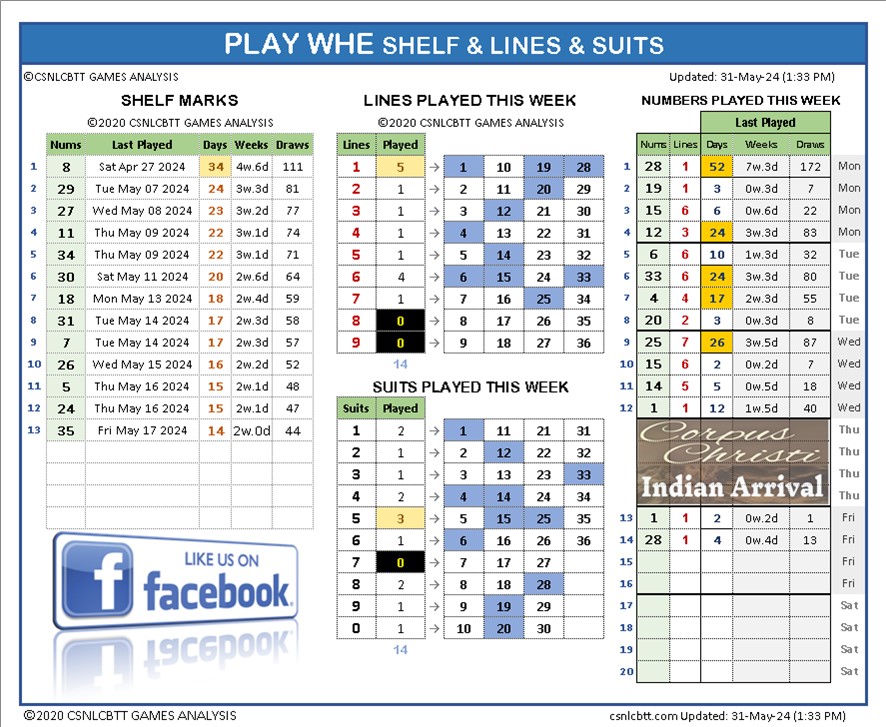 PLAY WHE SHELF & LINES & SUITS
©CSNLCBTT GAMES ANALYSIS
Updated: 31-May-24 (1:33 PM)
SHELF MARKS
©2020 CSNLCBTT GAMES ANALYSIS
Nums Last Played Days Weeks Draws
1 8 Sat Apr 27 2024 34 4w.6d 111
2 29 Tue May 07 2024 24 3w.3d 81
3 27 Wed May 08 2024 23 3w.2d 77
4 11 Thu May 09 2024 22 3w.1d 74
5 34 Thu May 09 2024 22 3w.1d 71
6 30 Sat May 11 2024 20 2w.6d 64
7 18 Mon May 13 2024 18 2w.4d 59
8 31 Tue May 14 2024 17 2w.3d 58
9 7 Tue May 14 2024 17 2w.3d 57
10 26 Wed May 15 2024 16 2w.2d 52
11 5 Thu May 16 2024 15 2w.1d 48
12 24 Thu May 16 2024 15 2w.1d 47
13 35 Fri May 17 2024 14 2w.0d 44
LIKE US ON
f facebook.
LINES PLAYED THIS WEEK
©2020 CSNLCBTT GAMES ANALYSIS
Lines Played
1 5 → 1 10 19 28
2 1 → 2 11 20 29
3 1 → 3 12 21 30
4 1 → 4 13 22 31
5 1 → 5 14 23 32
6 4 → 6 15 24 33
7 1 → 7 16 25 34
8 0 → 8 17 26 35
9 0 → 9 18 27 36
14
SUITS PLAYED THIS WEEK
Suits Played
1 2 → 1 11 21 31
2 1 → 2 12 22 32
3 1 → 3 13 23 33
4 2 → 4 14 24 34
5 3 → 5 15 25 35
6 1 → 6 16 26 36
7 0 → 7 17 27
8 2 → 8 18 28
9 1 → 9 19 29
0 1 → 10 20 30
14
NUMBERS PLAYED THIS WEEK
Last Played
Nums Lines Days Weeks Draws
1 28 1 52 7w.3d 172 Mon
2 19 1 3 0w.3d 7 Mon
3 15 6 6 0w.6d 22 Mon
4 12 3 24 3w.3d 83 Mon
5 6 6 10 1w.3d 32 Tue
6 33 6 24 3w.3d 80 Tue
7 4 4 17 2w.3d 55 Tue
8 20 2 3 0w.3d 8 Tue
9 25 7 26 3w.5d 87 Wed
10 15 6 2 0w.2d 7 Wed
11 14 5 5 0w.5d 18 Wed
12 1 1 12 1w.5d 40 Wed
Corpus Thu
Christi Thu
Thu
Indian Arrival Thu
13 1 1 2 0w.2d 1 Fri
14 28 1 4 0w.4d 13 Fri
15 Fri
16 Fri
17 Sat
18 Sat
19 Sat
20 Sat
©2020 CSNLCBTT GAMES ANALYSIS
csnlcbtt.com Updated: 31-May-24 (1:33 PM)